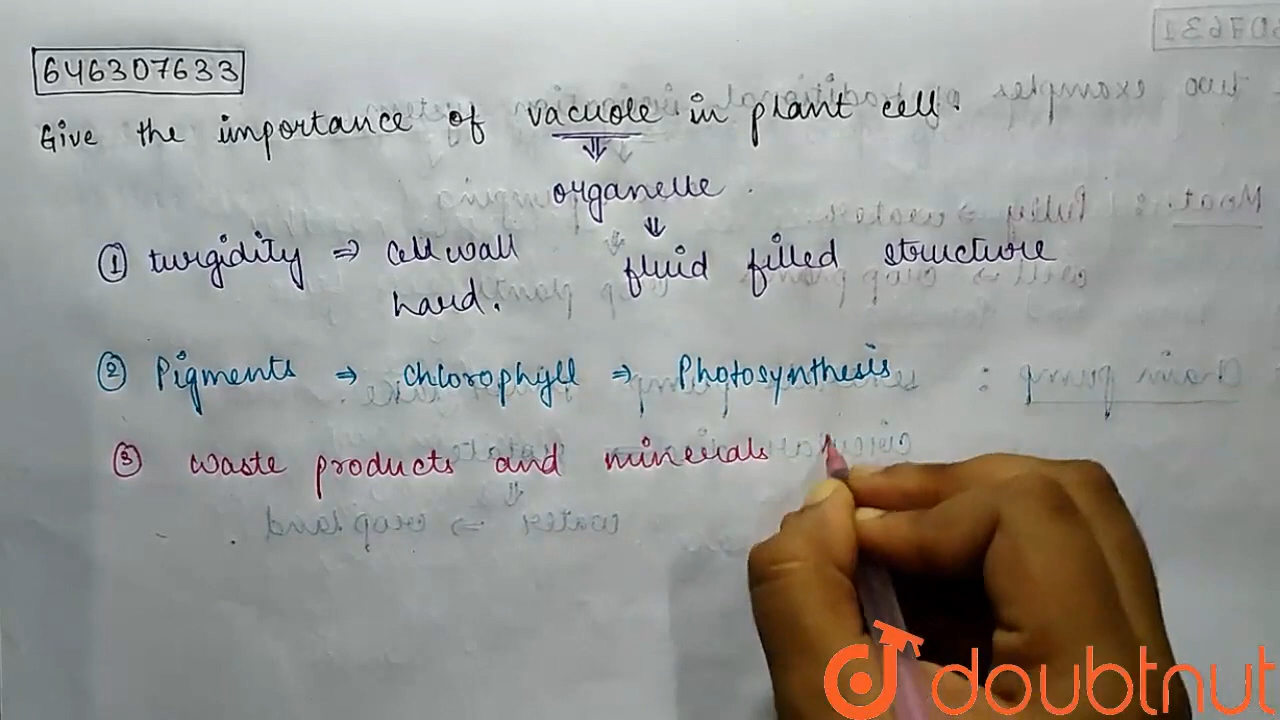 646307633
Give the importance of vacuole in plant cell.
⇓
organelle
⇓
① turgidity ⇒ cell wall fluid filled structure
hard.
② Pigments ⇒ chlorophyll ⇒ Photosynthesis
③ waste products and minerals
doubtnut